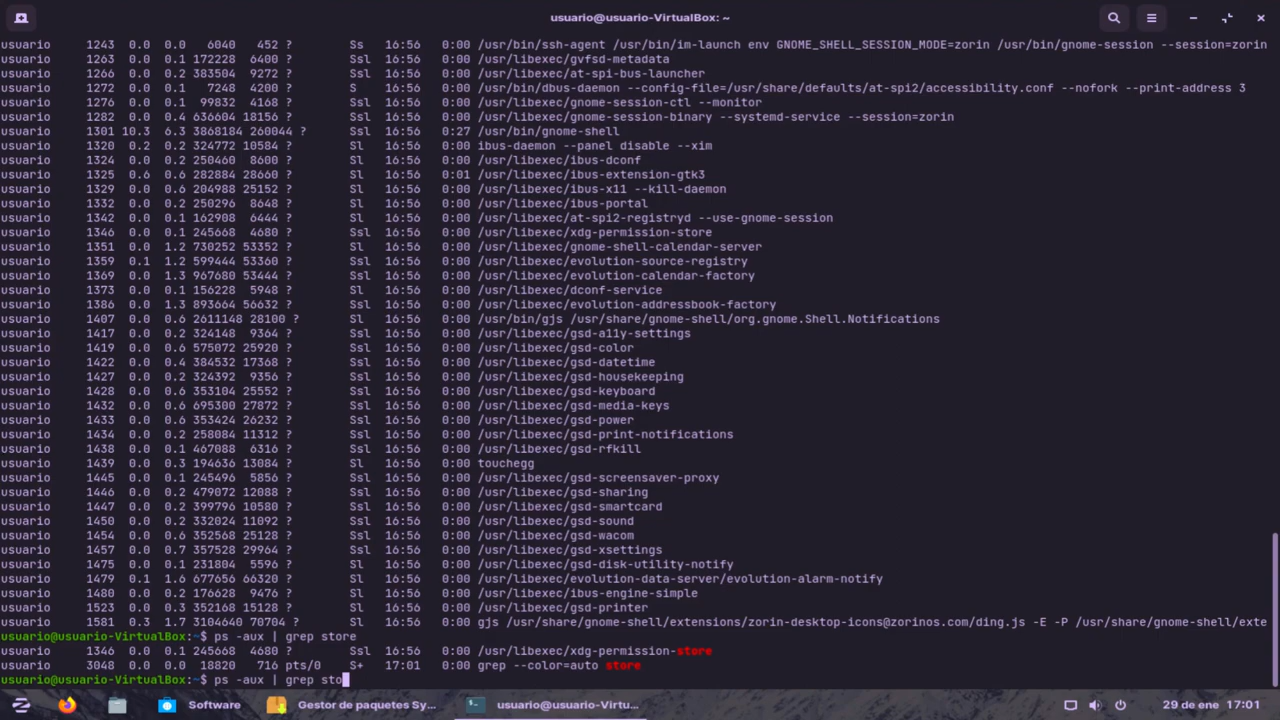 usuario@usuario-VirtualBox: ~
usuario 1243 0.0 0.0 6040 452 ? Ss 16:56 0:00 /usr/bin/ssh-agent /usr/bin/im-launch env GNOME_SHELL_SESSION_MODE=zorin /usr/bin/gnome-session --session=zorin
usuario 1263 0.0 0.1 172228 6400 ? Ssl 16:56 0:00 /usr/libexec/gvfsd-metadata
usuario 1266 0.0 0.2 383504 9272 ? Ssl 16:56 0:00 /usr/libexec/at-spi-bus-launcher
usuario 1272 0.0 0.1 7248 4200 ? S 16:56 0:00 /usr/bin/dbus-daemon --config-file=/usr/share/defaults/at-spi2/accessibility.conf --nofork --print-address 3
usuario 1276 0.0 0.1 99832 4168 ? Ssl 16:56 0:00 /usr/libexec/gnome-session-ctl --monitor
usuario 1282 0.0 0.4 636604 18156 ? Ssl 16:56 0:00 /usr/libexec/gnome-session-binary --systemd-service --session=zorin
usuario 1301 10.3 6.3 3868184 260044 ? Ssl 16:56 0:27 /usr/bin/gnome-shell
usuario 1320 0.2 0.2 324772 10584 ? Sl 16:56 0:00 ibus-daemon --panel disable --xim
usuario 1324 0.0 0.2 250460 8600 ? Sl 16:56 0:00 /usr/libexec/ibus-dconf
usuario 1325 0.6 0.6 282884 28660 ? Sl 16:56 0:01 /usr/libexec/ibus-extension-gtk3
usuario 1329 0.0 0.6 204988 25152 ? Sl 16:56 0:00 /usr/libexec/ibus-x11 --kill-daemon
usuario 1332 0.0 0.2 250296 8648 ? Sl 16:56 0:00 /usr/libexec/ibus-portal
usuario 1342 0.0 0.1 162908 6444 ? Sl 16:56 0:00 /usr/libexec/at-spi2-registryd --use-gnome-session
usuario 1346 0.0 0.1 245668 4680 ? Ssl 16:56 0:00 /usr/libexec/xdg-permission-store
usuario 1351 0.0 1.2 730252 53352 ? Sl 16:56 0:00 /usr/libexec/gnome-shell-calendar-server
usuario 1359 0.1 1.2 599444 53360 ? Ssl 16:56 0:00 /usr/libexec/evolution-source-registry
usuario 1369 0.0 1.3 967680 53444 ? Ssl 16:56 0:00 /usr/libexec/evolution-calendar-factory
usuario 1373 0.0 0.1 156228 5948 ? Sl 16:56 0:00 /usr/libexec/dconf-service
usuario 1386 0.0 1.3 893664 56632 ? Ssl 16:56 0:00 /usr/libexec/evolution-addressbook-factory
usuario 1407 0.0 0.6 2611148 28100 ? Sl 16:56 0:00 /usr/bin/gjs /usr/share/gnome-shell/org.gnome.Shell.Notifications
usuario 1417 0.0 0.2 324148 9364 ? Ssl 16:56 0:00 /usr/libexec/gsd-a11y-settings
usuario 1419 0.0 0.6 575072 25920 ? Ssl 16:56 0:00 /usr/libexec/gsd-color
usuario 1422 0.0 0.4 384532 17368 ? Ssl 16:56 0:00 /usr/libexec/gsd-datetime
usuario 1427 0.0 0.2 324392 9356 ? Ssl 16:56 0:00 /usr/libexec/gsd-housekeeping
usuario 1428 0.0 0.6 353104 25552 ? Ssl 16:56 0:00 /usr/libexec/gsd-keyboard
usuario 1432 0.0 0.6 695300 27872 ? Ssl 16:56 0:00 /usr/libexec/gsd-media-keys
usuario 1433 0.0 0.6 353424 26232 ? Ssl 16:56 0:00 /usr/libexec/gsd-power
usuario 1434 0.0 0.2 258084 11312 ? Ssl 16:56 0:00 /usr/libexec/gsd-print-notifications
usuario 1438 0.0 0.1 467088 6316 ? Ssl 16:56 0:00 /usr/libexec/gsd-rfkill
usuario 1439 0.0 0.3 194636 13084 ? Sl 16:56 0:00 touchegg
usuario 1445 0.0 0.1 245496 5856 ? Ssl 16:56 0:00 /usr/libexec/gsd-screensaver-proxy
usuario 1446 0.0 0.2 479072 12088 ? Ssl 16:56 0:00 /usr/libexec/gsd-sharing
usuario 1447 0.0 0.2 399796 10580 ? Ssl 16:56 0:00 /usr/libexec/gsd-smartcard
usuario 1450 0.0 0.2 332024 11092 ? Ssl 16:56 0:00 /usr/libexec/gsd-sound
usuario 1454 0.0 0.6 352568 25128 ? Ssl 16:56 0:00 /usr/libexec/gsd-wacom
usuario 1457 0.0 0.7 357528 29964 ? Ssl 16:56 0:00 /usr/libexec/gsd-xsettings
usuario 1475 0.0 0.1 231804 5596 ? Sl 16:56 0:00 /usr/libexec/gsd-disk-utility-notify
usuario 1479 0.1 1.6 677656 66320 ? Sl 16:56 0:00 /usr/libexec/evolution-data-server/evolution-alarm-notify
usuario 1480 0.0 0.2 176628 9476 ? Sl 16:56 0:00 /usr/libexec/ibus-engine-simple
usuario 1523 0.0 0.3 352168 15128 ? Sl 16:56 0:00 /usr/libexec/gsd-printer
usuario 1581 0.3 1.7 3104640 70704 ? Sl 16:56 0:00 gjs /usr/share/gnome-shell/extensions/zorin-desktop-icons@zorinos.com/ding.js -E -P /usr/share/gnome-shell/exte
usuario@usuario-VirtualBox:~$ ps -aux | grep store
usuario 1346 0.0 0.1 245668 4680 ? Ssl 16:56 0:00 /usr/libexec/xdg-permission-store
usuario 3048 0.0 0.0 18820 716 pts/0 S+ 17:01 0:00 grep --color=auto store
usuario@usuario-VirtualBox:~$ ps -aux | grep sto
Software Gestor de paquetes Sy... usuario@usuario-Virtu... 29 de ene 17:01